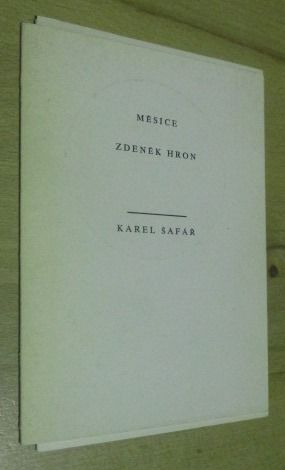 MĚSÍCE
ZDENĚK HRON
KAREL ŠAFÁŘ